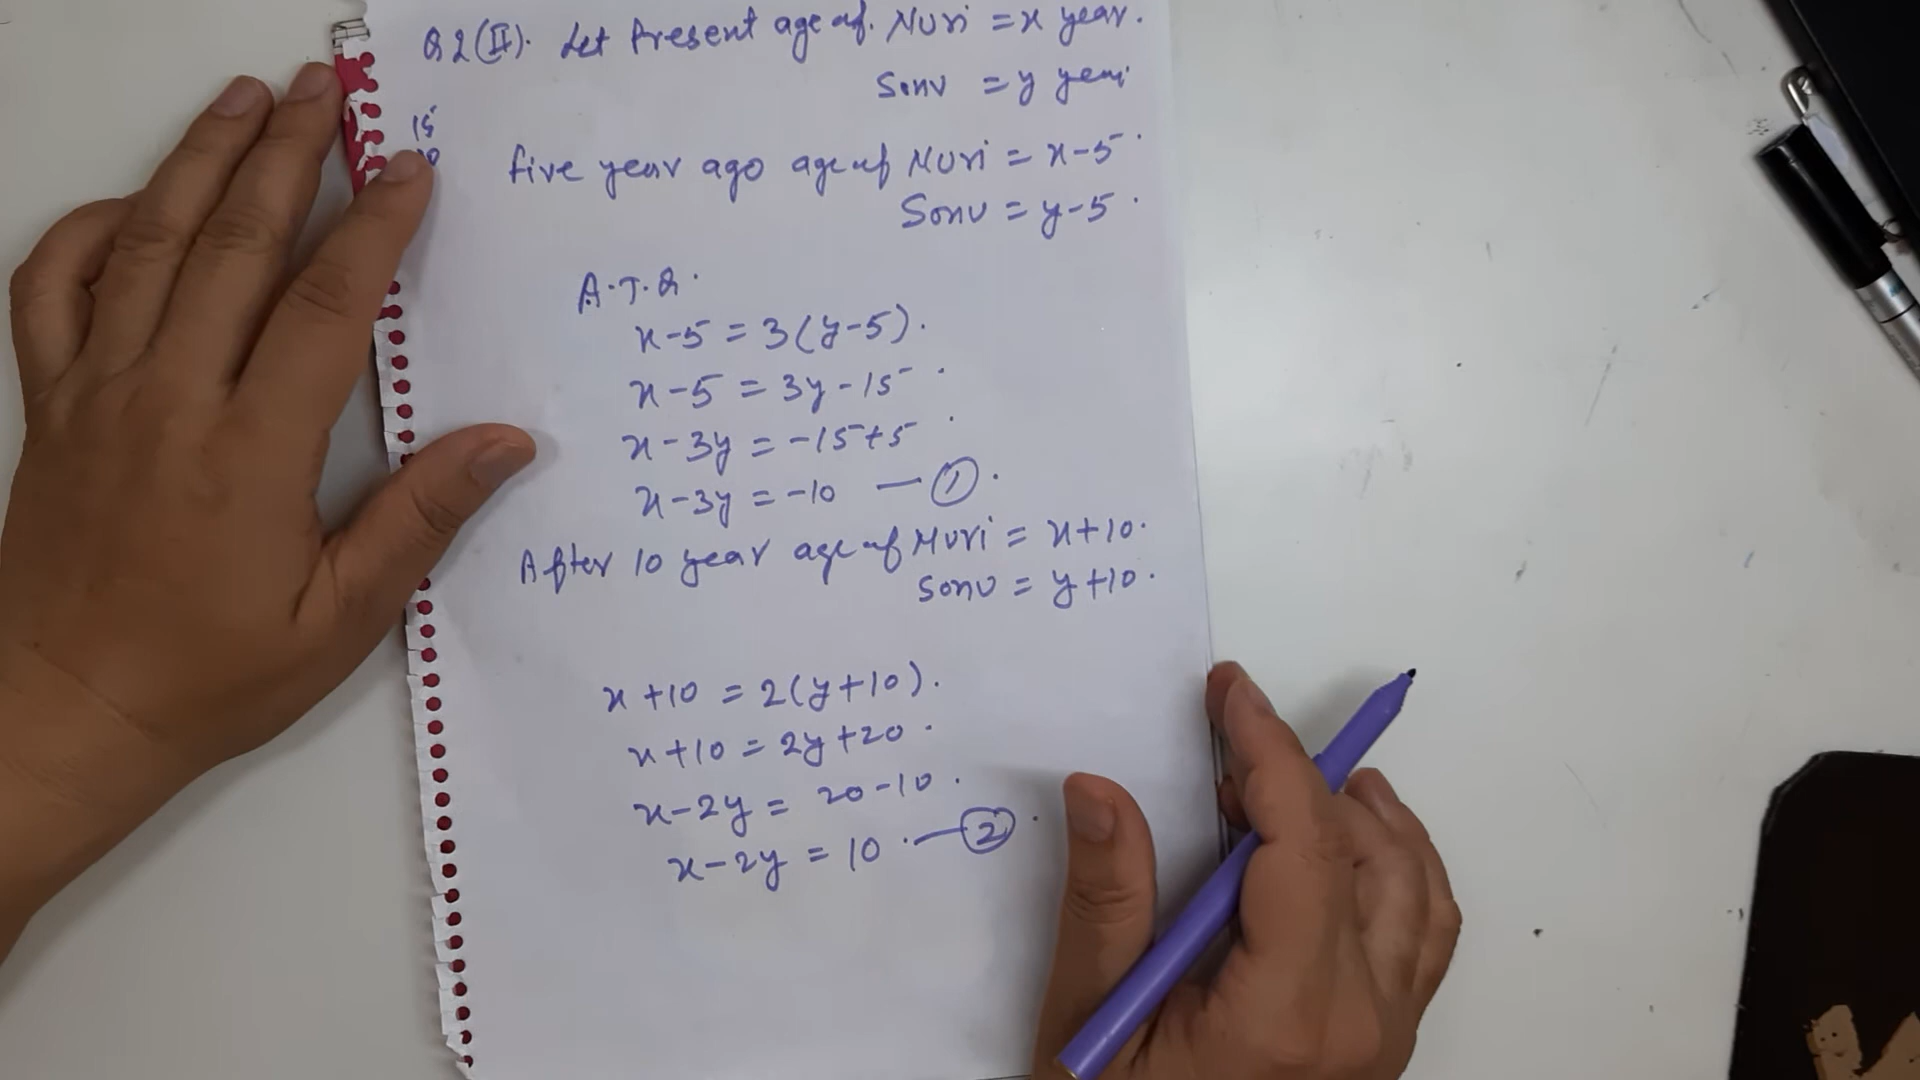 Q2(II). Let Present age of. Nuri = x year.
Sonu = y year
15
five year ago age of Nuri = x-5
Sonu = y-5.
A.T.Q.
x-5 = 3(y-5).
x-5 = 3y-15
x-3y = -15+5
x-3y = -10 — ①.
After 10 year age of Nuri = x+10.
Sonu = y+10.
x+10 = 2(y+10).
x+10 = 2y+20
x-2y = 20-10.
x-2y = 10. — ②